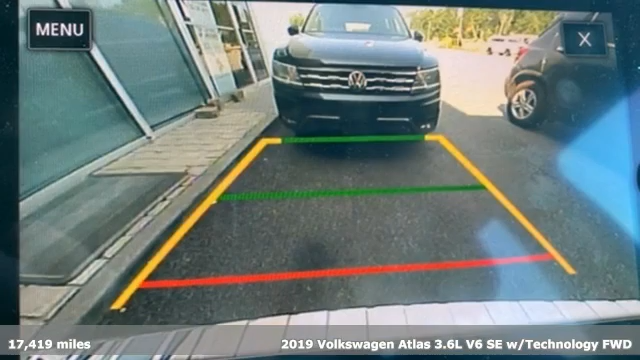 MENU
X
17,419 miles
2019 Volkswagen Atlas 3.6L V6 SE w/Technology FWD